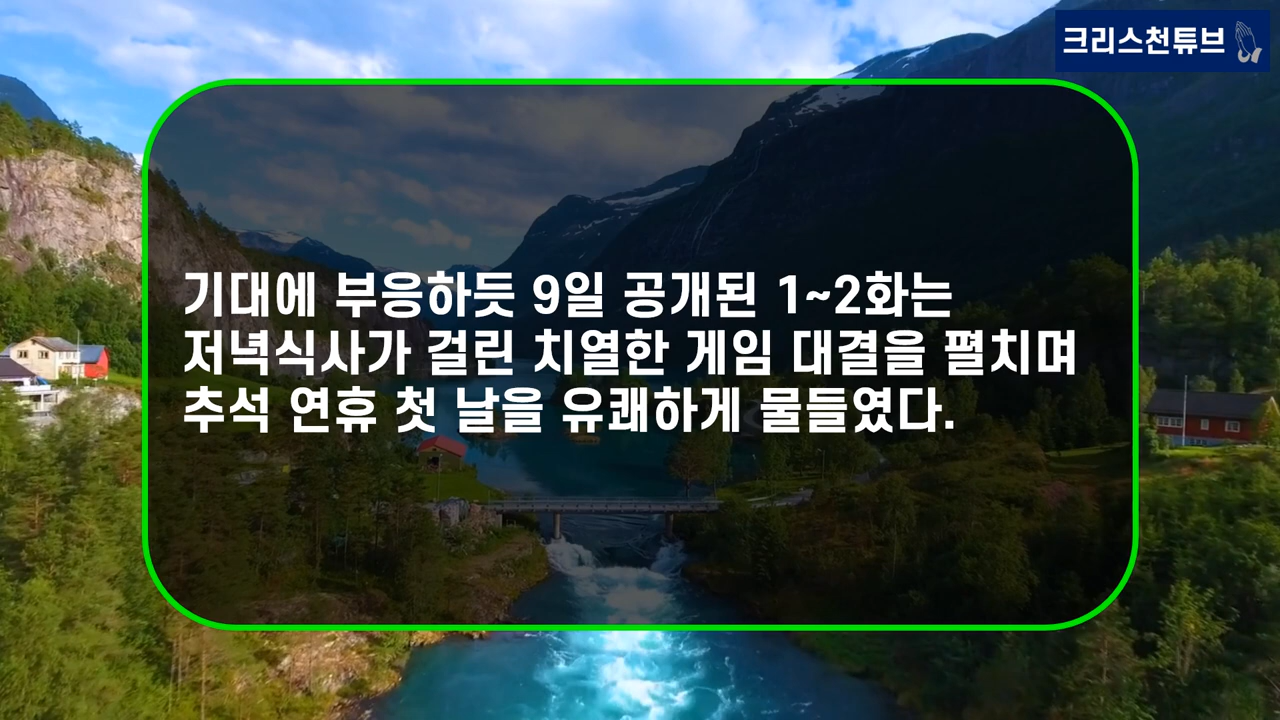 크리스천튜브
기대에 부응하듯 9일 공개된 1~2화는
저녁식사가 걸린 치열한 게임 대결을 펼치며
추석 연휴 첫 날을 유쾌하게 물들였다.